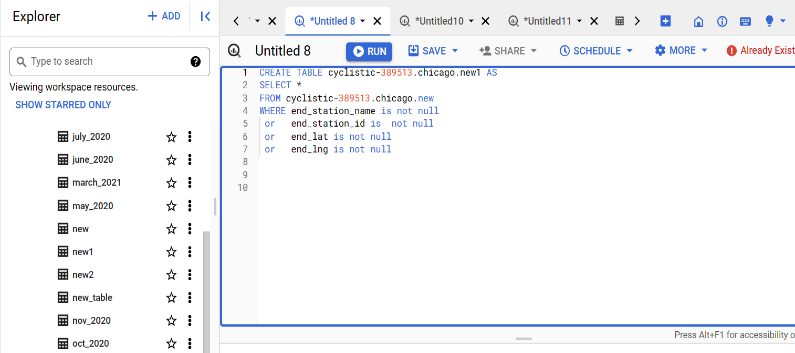 Explorer
+ ADD
Type to search
Viewing workspace resources.
SHOW STARRED ONLY
july_2020
june_2020
march_2021
may_2020
new
new1
new2
new_table
nov_2020
oct_2020
*Untitled 8
*Untitled10
*Untitled11
Untitled 8
RUN
SAVE
SHARE
SCHEDULE
MORE
Already Exist
1 CREATE TABLE cyclistic-389513.chicago.new1 AS
2 SELECT *
3 FROM cyclistic-389513.chicago.new
4 WHERE end_station_name is not null
5 or end_station_id is not null
6 or end_lat is not null
7 or end_lng is not null
8
9
10
Press Alt+F1 for accessibility o